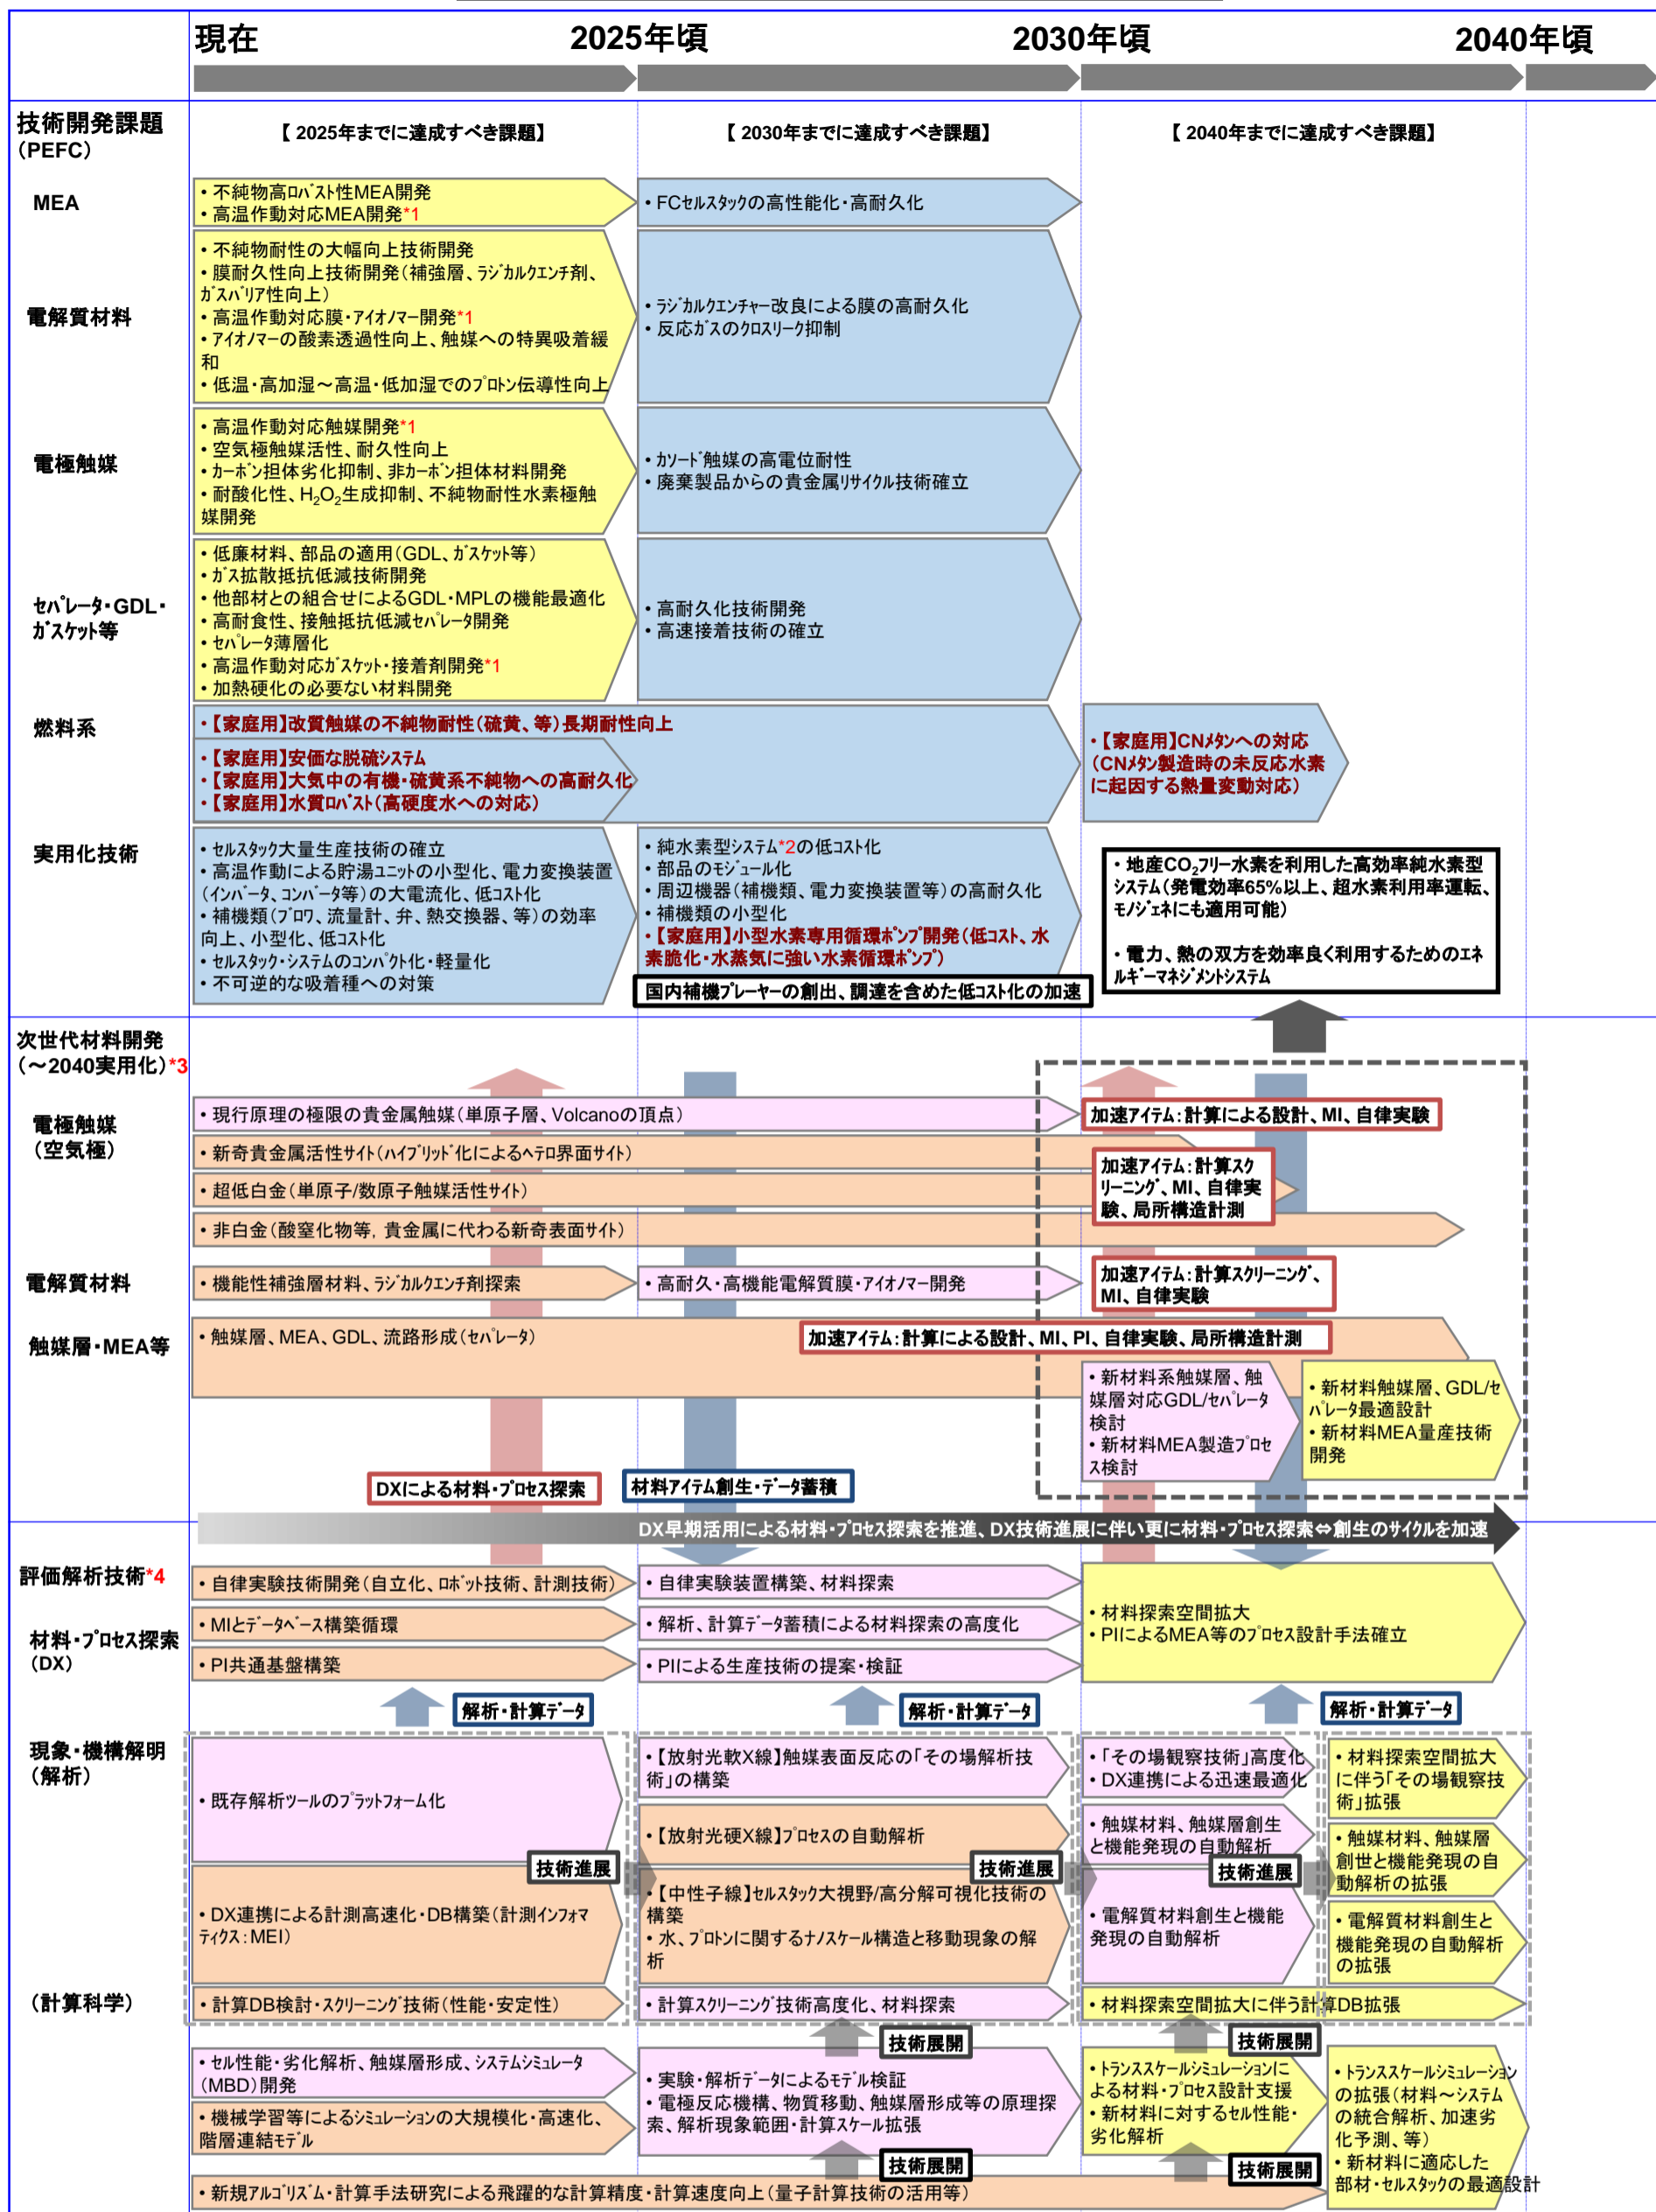 現在
2025年頃
2030年頃
2040年頃
技術開発課題
(PEFC)
【 2025年までに達成すべき課題】
【 2030年までに達成すべき課題】
【 2040年までに達成すべき課題】
MEA
・不純物高ﾛﾊﾞｽﾄ性MEA開発
・高温作動対応MEA開発*1
・FCｾﾙｽﾀｯｸの高性能化・高耐久化
電解質材料
・不純物耐性の大幅向上技術開発
・膜耐久性向上技術開発(補強層、ﾗｼﾞｶﾙｸｴﾝﾁ剤、
ｶﾞｽﾊﾞﾘｱ性向上)
・高温作動対応膜・ｱｲｵﾉﾏｰ開発*1
・ｱｲｵﾉﾏｰの酸素透過性向上、触媒への特異吸着緩
和
・低温・高加湿～高温・低加湿でのﾌﾟﾛﾄﾝ伝導性向上
・ﾗｼﾞｶﾙｸｴﾝﾁｬｰ改良による膜の高耐久化
・反応ｶﾞｽのｸﾛｽﾘｰｸ抑制
電極触媒
・高温作動対応触媒開発*1
・空気極触媒活性、耐久性向上
・ｶｰﾎﾞﾝ担体劣化抑制、非ｶｰﾎﾞﾝ担体材料開発
・耐酸化性、H₂O₂生成抑制、不純物耐性水素極触
媒開発
・ｶｿｰﾄﾞ触媒の高電位耐性
・廃棄製品からの貴金属ﾘｻｲｸﾙ技術確立
ｾﾊﾟﾚｰﾀ・GDL・
ｶﾞｽｹｯﾄ等
・低廉材料、部品の適用(GDL、ｶﾞｽｹｯﾄ等)
・ｶﾞｽ拡散抵抗低減技術開発
・他部材との組合せによるGDL・MPLの機能最適化
・高耐食性、接触抵抗低減ｾﾊﾟﾚｰﾀ開発
・ｾﾊﾟﾚｰﾀ薄層化
・高温作動対応ｶﾞｽｹｯﾄ・接着剤開発*1
・加熱硬化の必要ない材料開発
・高耐久化技術開発
・高速接着技術の確立
燃料系
・【家庭用】改質触媒の不純物耐性(硫黄、等)長期耐性向上
・【家庭用】安価な脱硫ｼｽﾃﾑ
・【家庭用】大気中の有機・硫黄系不純物への高耐久化
・【家庭用】水質ﾛﾊﾞｽﾄ(高硬度水への対応)
・【家庭用】CNﾒﾀﾝへの対応
(CNﾒﾀﾝ製造時の未反応水素
に起因する熱量変動対応)
実用化技術
・ｾﾙｽﾀｯｸ大量生産技術の確立
・高温作動による貯湯ﾕﾆｯﾄの小型化、電力変換装置
(ｲﾝﾊﾞｰﾀ、ｺﾝﾊﾞｰﾀ等)の大電流化、低ｺｽﾄ化
・補機類(ﾌﾞﾛﾜ、流量計、弁、熱交換器、等)の効率
向上、小型化、低ｺｽﾄ化
・ｾﾙｽﾀｯｸ・ｼｽﾃﾑのｺﾝﾊﾟｸﾄ化・軽量化
・不可逆的な吸着種への対策
・純水素型ｼｽﾃﾑ*2の低ｺｽﾄ化
・部品のﾓｼﾞｭｰﾙ化
・周辺機器(補機類、電力変換装置等)の高耐久化
・補機類の小型化
・【家庭用】小型水素専用循環ﾎﾟﾝﾌﾟ開発(低ｺｽﾄ、水
素脆化・水蒸気に強い水素循環ﾎﾟﾝﾌﾟ)
国内補機ﾌﾟﾚｰﾔｰの創出、調達を含めた低ｺｽﾄ化の加速
・地産CO₂フリー水素を利用した高効率純水素型
ｼｽﾃﾑ(発電効率65%以上、超水素利用率運転、
ﾓﾉｼﾞｪﾈにも適用可能)
・電力、熱の双方を効率良く利用するためのｴﾈ
ﾙｷﾞｰﾏﾈｼﾞﾒﾝﾄｼｽﾃﾑ
次世代材料開発
(～2040実用化)*3
電極触媒
(空気極)
・現行原理の極限の貴金属触媒(単原子層、Volcanoの頂点)
加速ｱｲﾃﾑ:計算による設計、MI、自律実験
・新奇貴金属活性サイト(ﾊｲﾌﾞﾘｯﾄﾞ化によるﾍﾃﾛ界面サイト)
・超低白金(単原子/数原子触媒活性サイト)
加速ｱｲﾃﾑ:計算スク
ﾘｰﾆﾝｸﾞ、MI、自律実
験、局所構造計測
・非白金(酸窒化物等, 貴金属に代わる新奇表面サイト)
電解質材料
・機能性補強層材料、ﾗｼﾞｶﾙｸｴﾝﾁ剤探索
・高耐久・高機能電解質膜・ｱｲｵﾉﾏｰ開発
加速ｱｲﾃﾑ:計算ｽｸﾘｰﾆﾝｸﾞ、
MI、自律実験
触媒層・MEA等
・触媒層、MEA、GDL、流路形成(ｾﾊﾟﾚｰﾀ)
加速ｱｲﾃﾑ:計算による設計、MI、PI、自律実験、局所構造計測
・新材料系触媒層、触
媒層対応GDL/ｾﾊﾟﾚｰﾀ
検討
・新材料MEA製造ﾌﾟﾛｾ
ｽ検討
・新材料触媒層、GDL/ｾ
ﾊﾟﾚｰﾀ最適設計
・新材料MEA量産技術
開発
DXによる材料・ﾌﾟﾛｾｽ探索
材料ｱｲﾃﾑ創生・ﾃﾞｰﾀ蓄積
DX早期活用による材料・ﾌﾟﾛｾｽ探索を推進、DX技術進展に伴い更に材料・ﾌﾟﾛｾｽ探索⇔創生のサイクルを加速
評価解析技術*4
・自律実験技術開発(自立化、ﾛﾎﾞｯﾄ技術、計測技術)
・自律実験装置構築、材料探索
・材料探索空間拡大
・PIによるMEA等のﾌﾟﾛｾｽ設計手法確立
材料・ﾌﾟﾛｾｽ探索
(DX)
・MIとﾃﾞｰﾀﾍﾞｰｽ構築循環
・解析、計算ﾃﾞｰﾀ蓄積による材料探索の高度化
・PI共通基盤構築
・PIによる生産技術の提案・検証
解析・計算ﾃﾞｰﾀ
解析・計算ﾃﾞｰﾀ
解析・計算ﾃﾞｰﾀ
現象・機構解明
(解析)
・既存解析ﾂｰﾙのﾌﾟﾗｯﾄﾌｫｰﾑ化
・DX連携による計測高速化・DB構築(計測ｲﾝﾌｫﾏ
ﾃｨｸｽ:MEI)
技術進展
・【放射光軟X線】触媒表面反応の「その場解析技
術」の構築
・【放射光硬X線】ﾌﾟﾛｾｽの自動解析
・【中性子線】ｾﾙｽﾀｯｸ大視野/高分解可視化技術の
構築
・水、ﾌﾟﾛﾄﾝに関するﾅﾉｽｹｰﾙ構造と移動現象の解
析
技術進展
・「その場観察技術」高度化
・DX連携による迅速最適化
・触媒材料、触媒層創生
と機能発現の自動解析
・電解質材料創生と機能
発現の自動解析
技術進展
・材料探索空間拡大
に伴う「その場観察技
術」拡張
・触媒材料、触媒層
創世と機能発現の自
動解析の拡張
・電解質材料創生と
機能発現の自動解析
の拡張
(計算科学)
・計算DB検討・ｽｸﾘｰﾆﾝｸﾞ技術(性能・安定性)
・計算ｽｸﾘｰﾆﾝｸﾞ技術高度化、材料探索
・材料探索空間拡大に伴う計算DB拡張
技術展開
技術展開
・ｾﾙ性能・劣化解析、触媒層形成、ｼｽﾃﾑｼﾐｭﾚｰﾀ
(MBD)開発
・機械学習等によるｼﾐｭﾚｰｼｮﾝの大規模化・高速化、
階層連結モデル
・実験・解析ﾃﾞｰﾀによるﾓﾃﾞﾙ検証
・電極反応機構、物質移動、触媒層形成等の原理探
索、解析現象範囲・計算ｽｹｰﾙ拡張
・ﾄﾗﾝｽｽｹｰﾙｼﾐｭﾚｰｼｮﾝに
よる材料・ﾌﾟﾛｾｽ設計支援
・新材料に対するｾﾙ性能・
劣化解析
・ﾄﾗﾝｽｽｹｰﾙｼﾐｭﾚｰｼｮﾝ
の拡張(材料～ｼｽﾃﾑ
の統合解析、加速劣
化予測、等)
・新材料に適応した
部材・ｾﾙｽﾀｯｸの最適設計
技術展開
技術展開
・新規ｱﾙｺﾞﾘｽﾞﾑ・計算手法研究による飛躍的な計算精度・計算速度向上(量子計算技術の活用等)